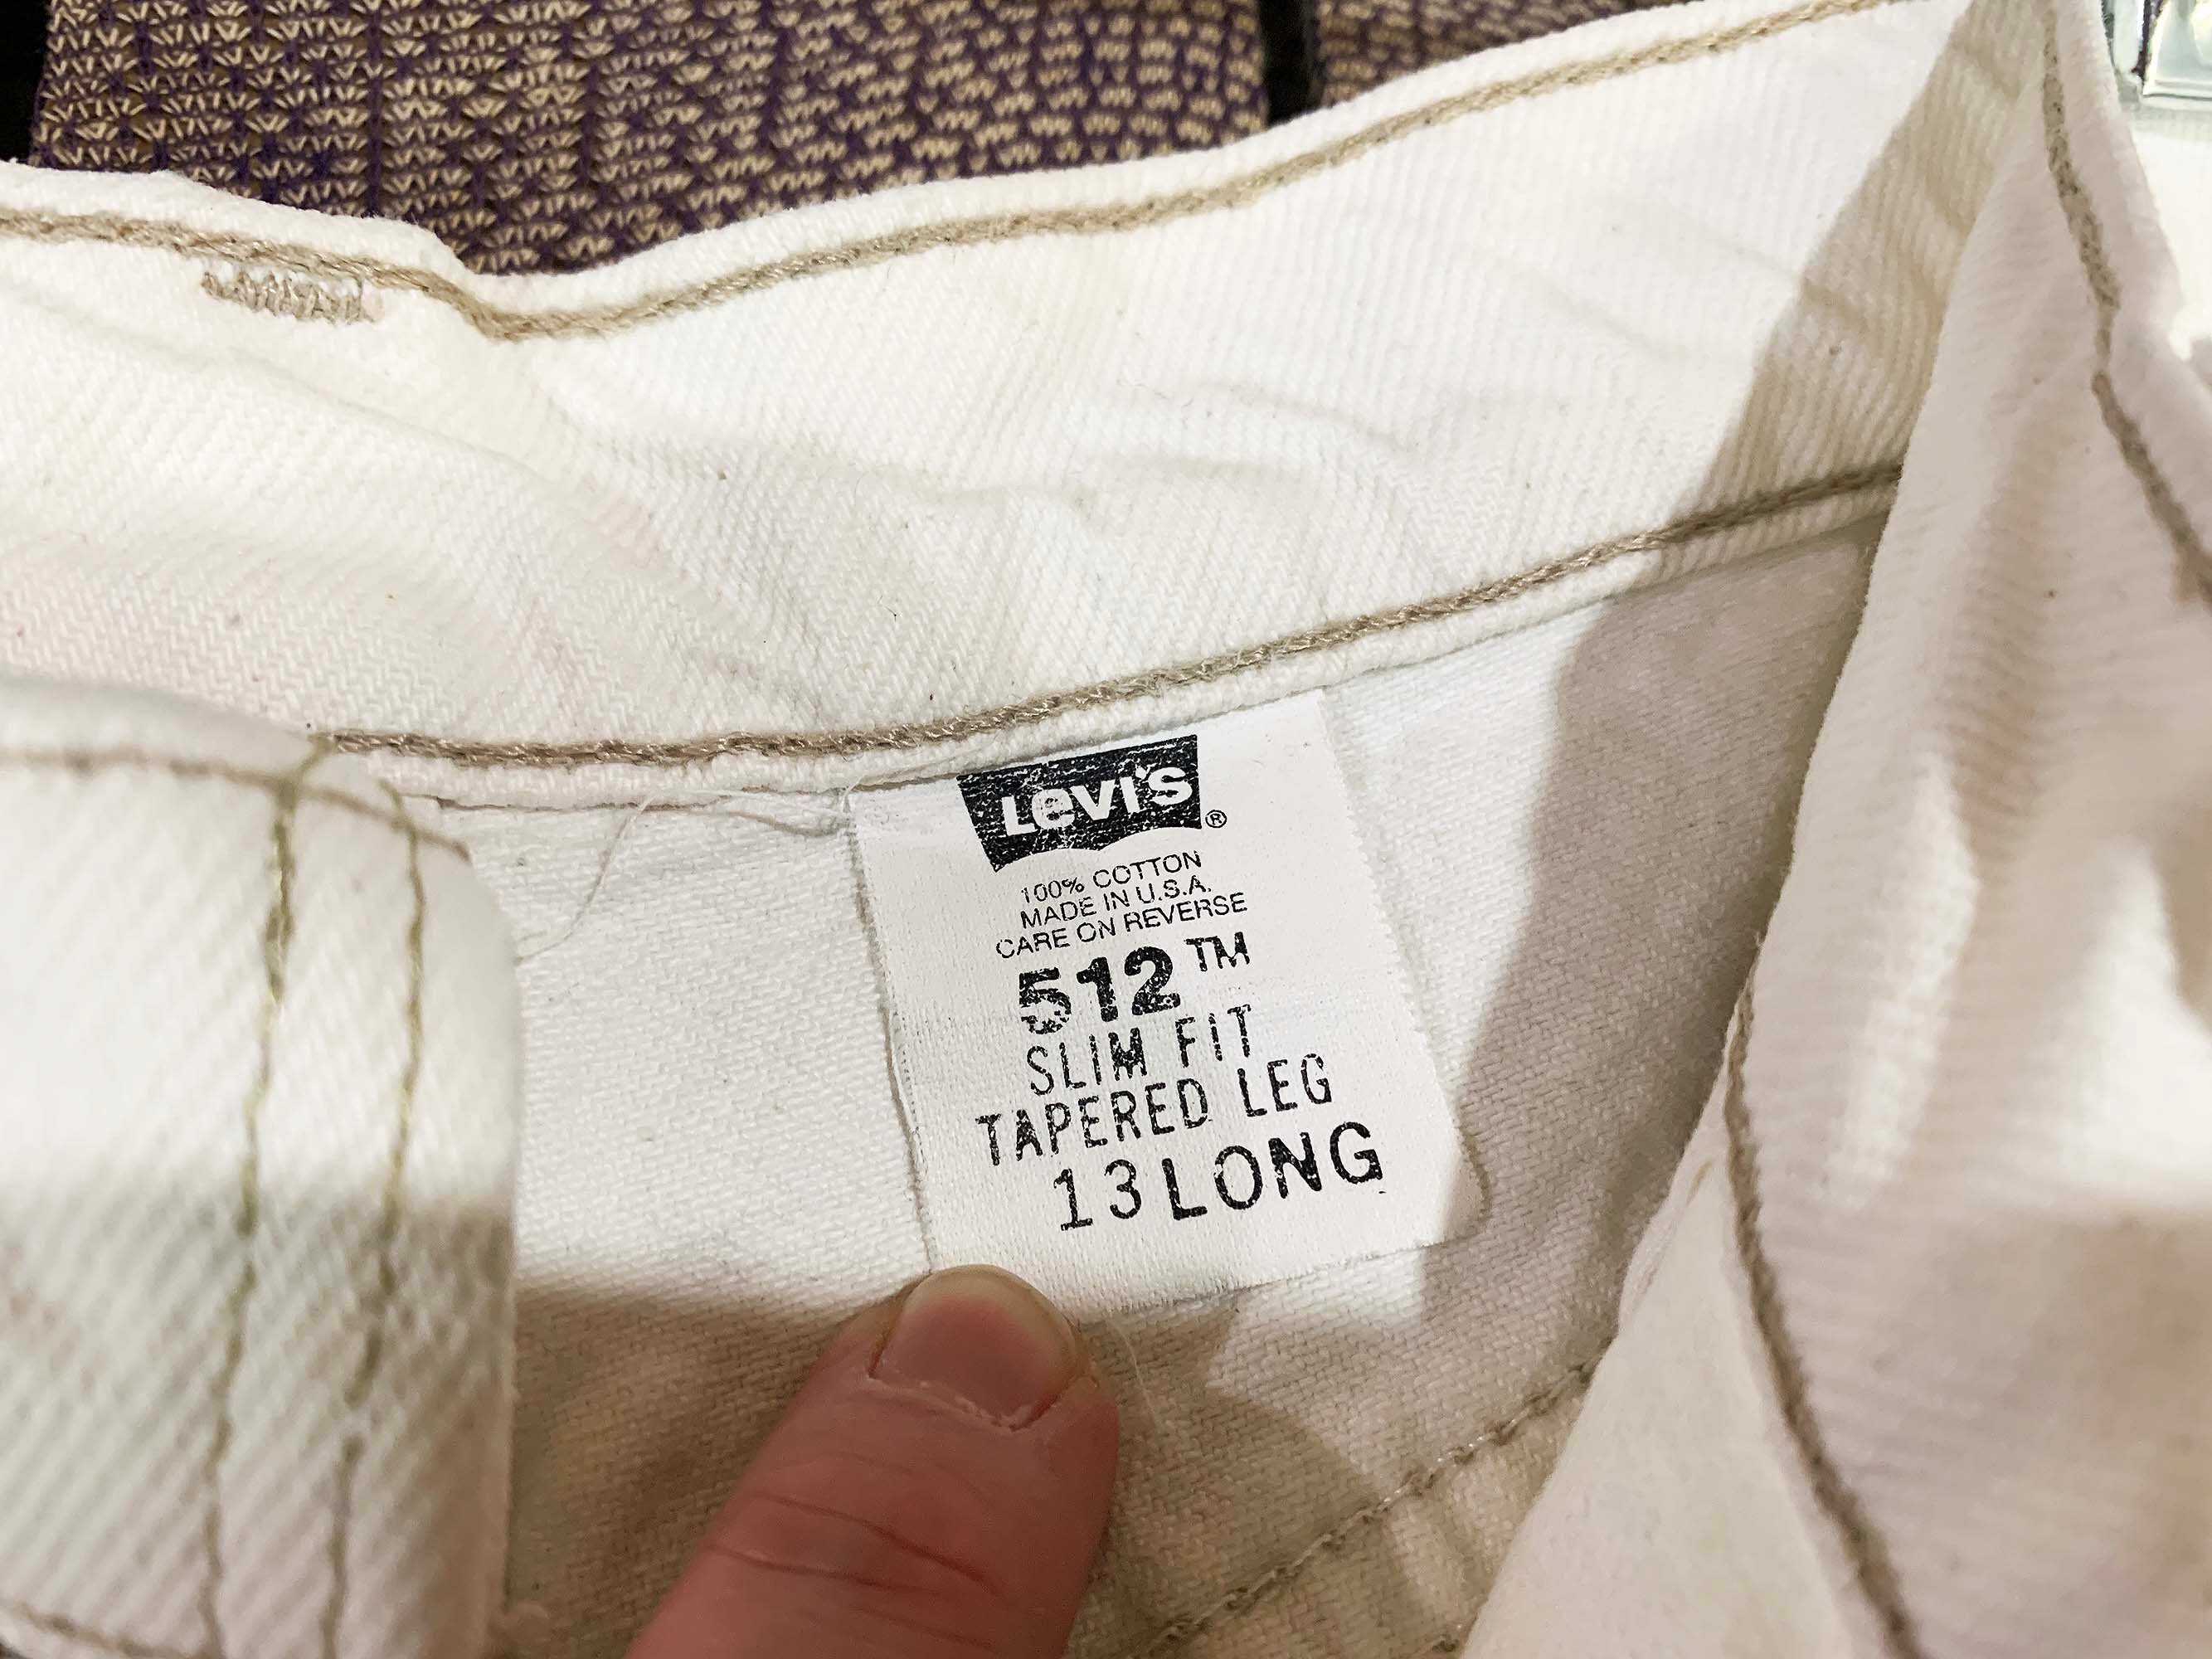 Levi's®
100% COTTON
MADE IN U.S.A.
CARE ON REVERSE
512™
SLIM FIT
TAPERED LEG
13 LONG